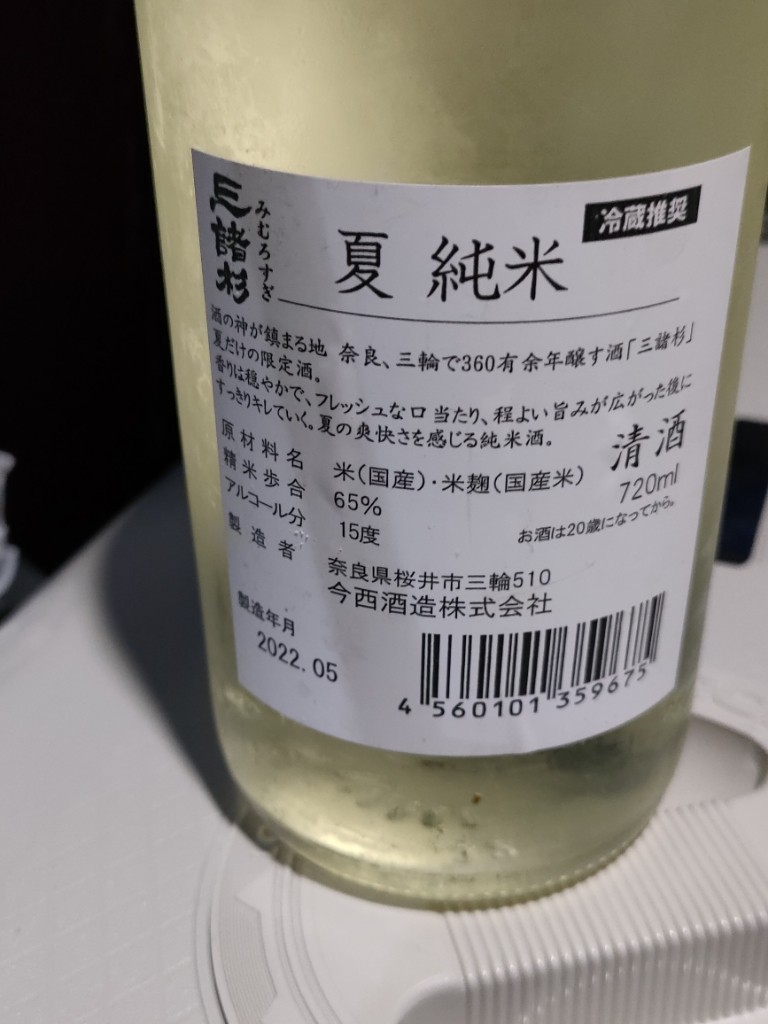 三諸杉
みむろすぎ
夏 純米
冷蔵推奨
酒の神が鎮まる地 奈良、三輪で360有余年醸す酒「三諸杉」
夏だけの限定酒。
香りは穏やかで、フレッシュな口当たり、程よい旨みが広がった後に
すっきりキレていく。夏の爽快さを感じる純米酒。
清酒
原材料名 米(国産)・米麹(国産米)
720ml
精米歩合 65%
お酒は20歳になってから。
アルコール分 15度
製造者 奈良県桜井市三輪510
今西酒造株式会社
製造年月
2022.05
4 560101 359675